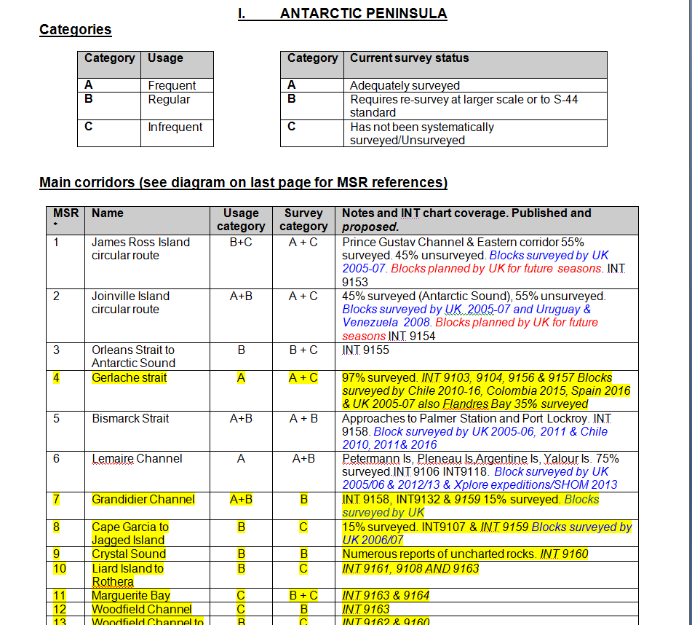 I. ANTARCTIC PENINSULA
Categories
Category Usage
A Frequent
B Regular
C Infrequent
Category Current survey status
A Adequately surveyed
B Requires re-survey at larger scale or to S-44
standard
C Has not been systematically
surveyed/Unsurveyed
Main corridors (see diagram on last page for MSR references)
MSR Name Usage Survey Notes and INT chart coverage. Published and
* category category proposed.
1 James Ross Island B+C A + C Prince Gustav Channel & Eastern corridor 55%
circular route surveyed. 45% unsurveyed. Blocks surveyed by UK
2005-07. Blocks planned by UK for future seasons. INT
9153
2 Joinville Island A+B A + C 45% surveyed (Antarctic Sound), 55% unsurveyed.
circular route Blocks surveyed by UK 2005-07 and Uruguay &
Venezuela 2008. Blocks planned by UK for future
seasons INT 9154
3 Orleans Strait to B B + C INT 9155
Antarctic Sound
4 Gerlache strait A A + C 97% surveyed. INT 9103, 9104, 9156 & 9157 Blocks
surveyed by Chile 2010-16, Colombia 2015, Spain 2016
& UK 2005-07 also Flandres Bay 35% surveyed
5 Bismarck Strait A+B A + B Approaches to Palmer Station and Port Lockroy. INT
9158. Block surveyed by UK 2005-06, 2011 & Chile
2010, 2011& 2016
6 Lemaire Channel A A+B Petermann Is, Pleneau Is,Argentine Is, Yalour Is. 75%
surveyed.INT 9106 INT9118. Block surveyed by UK
2005/06 & 2012/13 & Xplore expeditions/SHOM 2013
7 Grandidier Channel A+B B INT 9158, INT9132 & 9159 15% surveyed. Blocks
surveyed by UK
8 Cape Garcia to B C 15% surveyed. INT9107 & INT 9159 Blocks surveyed by
Jagged Island UK 2006/07
9 Crystal Sound B B Numerous reports of uncharted rocks. INT 9160
10 Liard Island to B C INT 9161, 9108 AND 9163
Rothera
11 Marguerite Bay C B + C INT 9163 & 9164
12 Woodfield Channel C B INT 9163
13 Woodfield Channel to B C INT 9162 & 9160